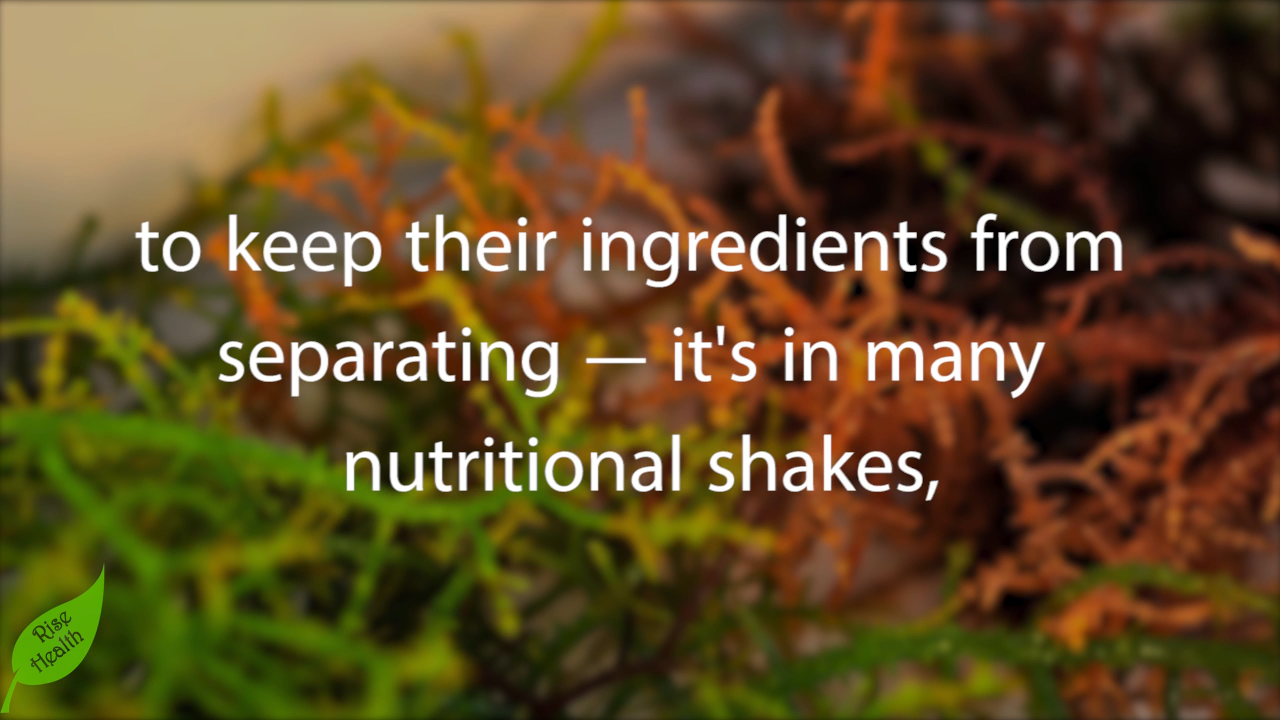 to keep their ingredients from
separating — it's in many
nutritional shakes,
Rise
Health